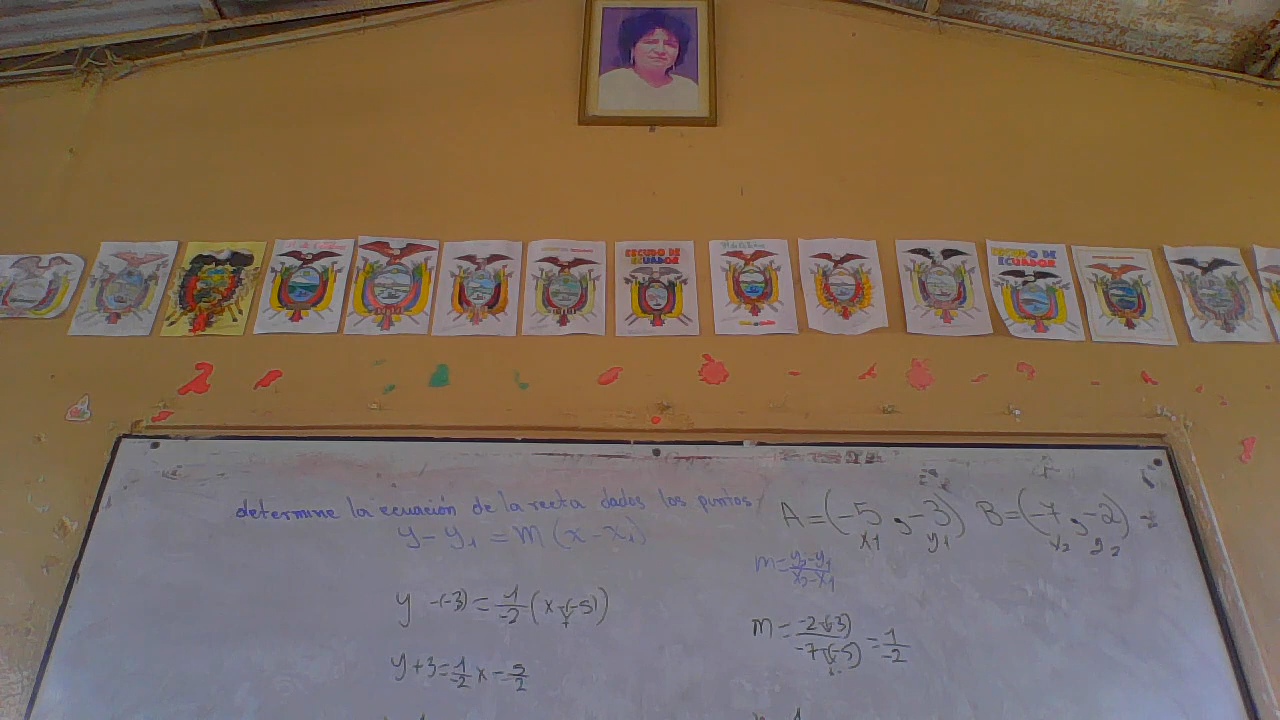 ESCUDO DE
ECUADOR
ESCUDO DE
ECUADOR
determine la ecuación de la recta dados los puntos A=(-5,-3) B=(-7,-2)
x₁ y₁ x₂ y₂
y-y₁=m(x-x₁)
m=y₂-y₁/x₂-x₁
y-(-3)=1/-2(x-(-5))
m=-2-(-3)/-7-(-5)=1/-2
y+3=1/-2x-5/2